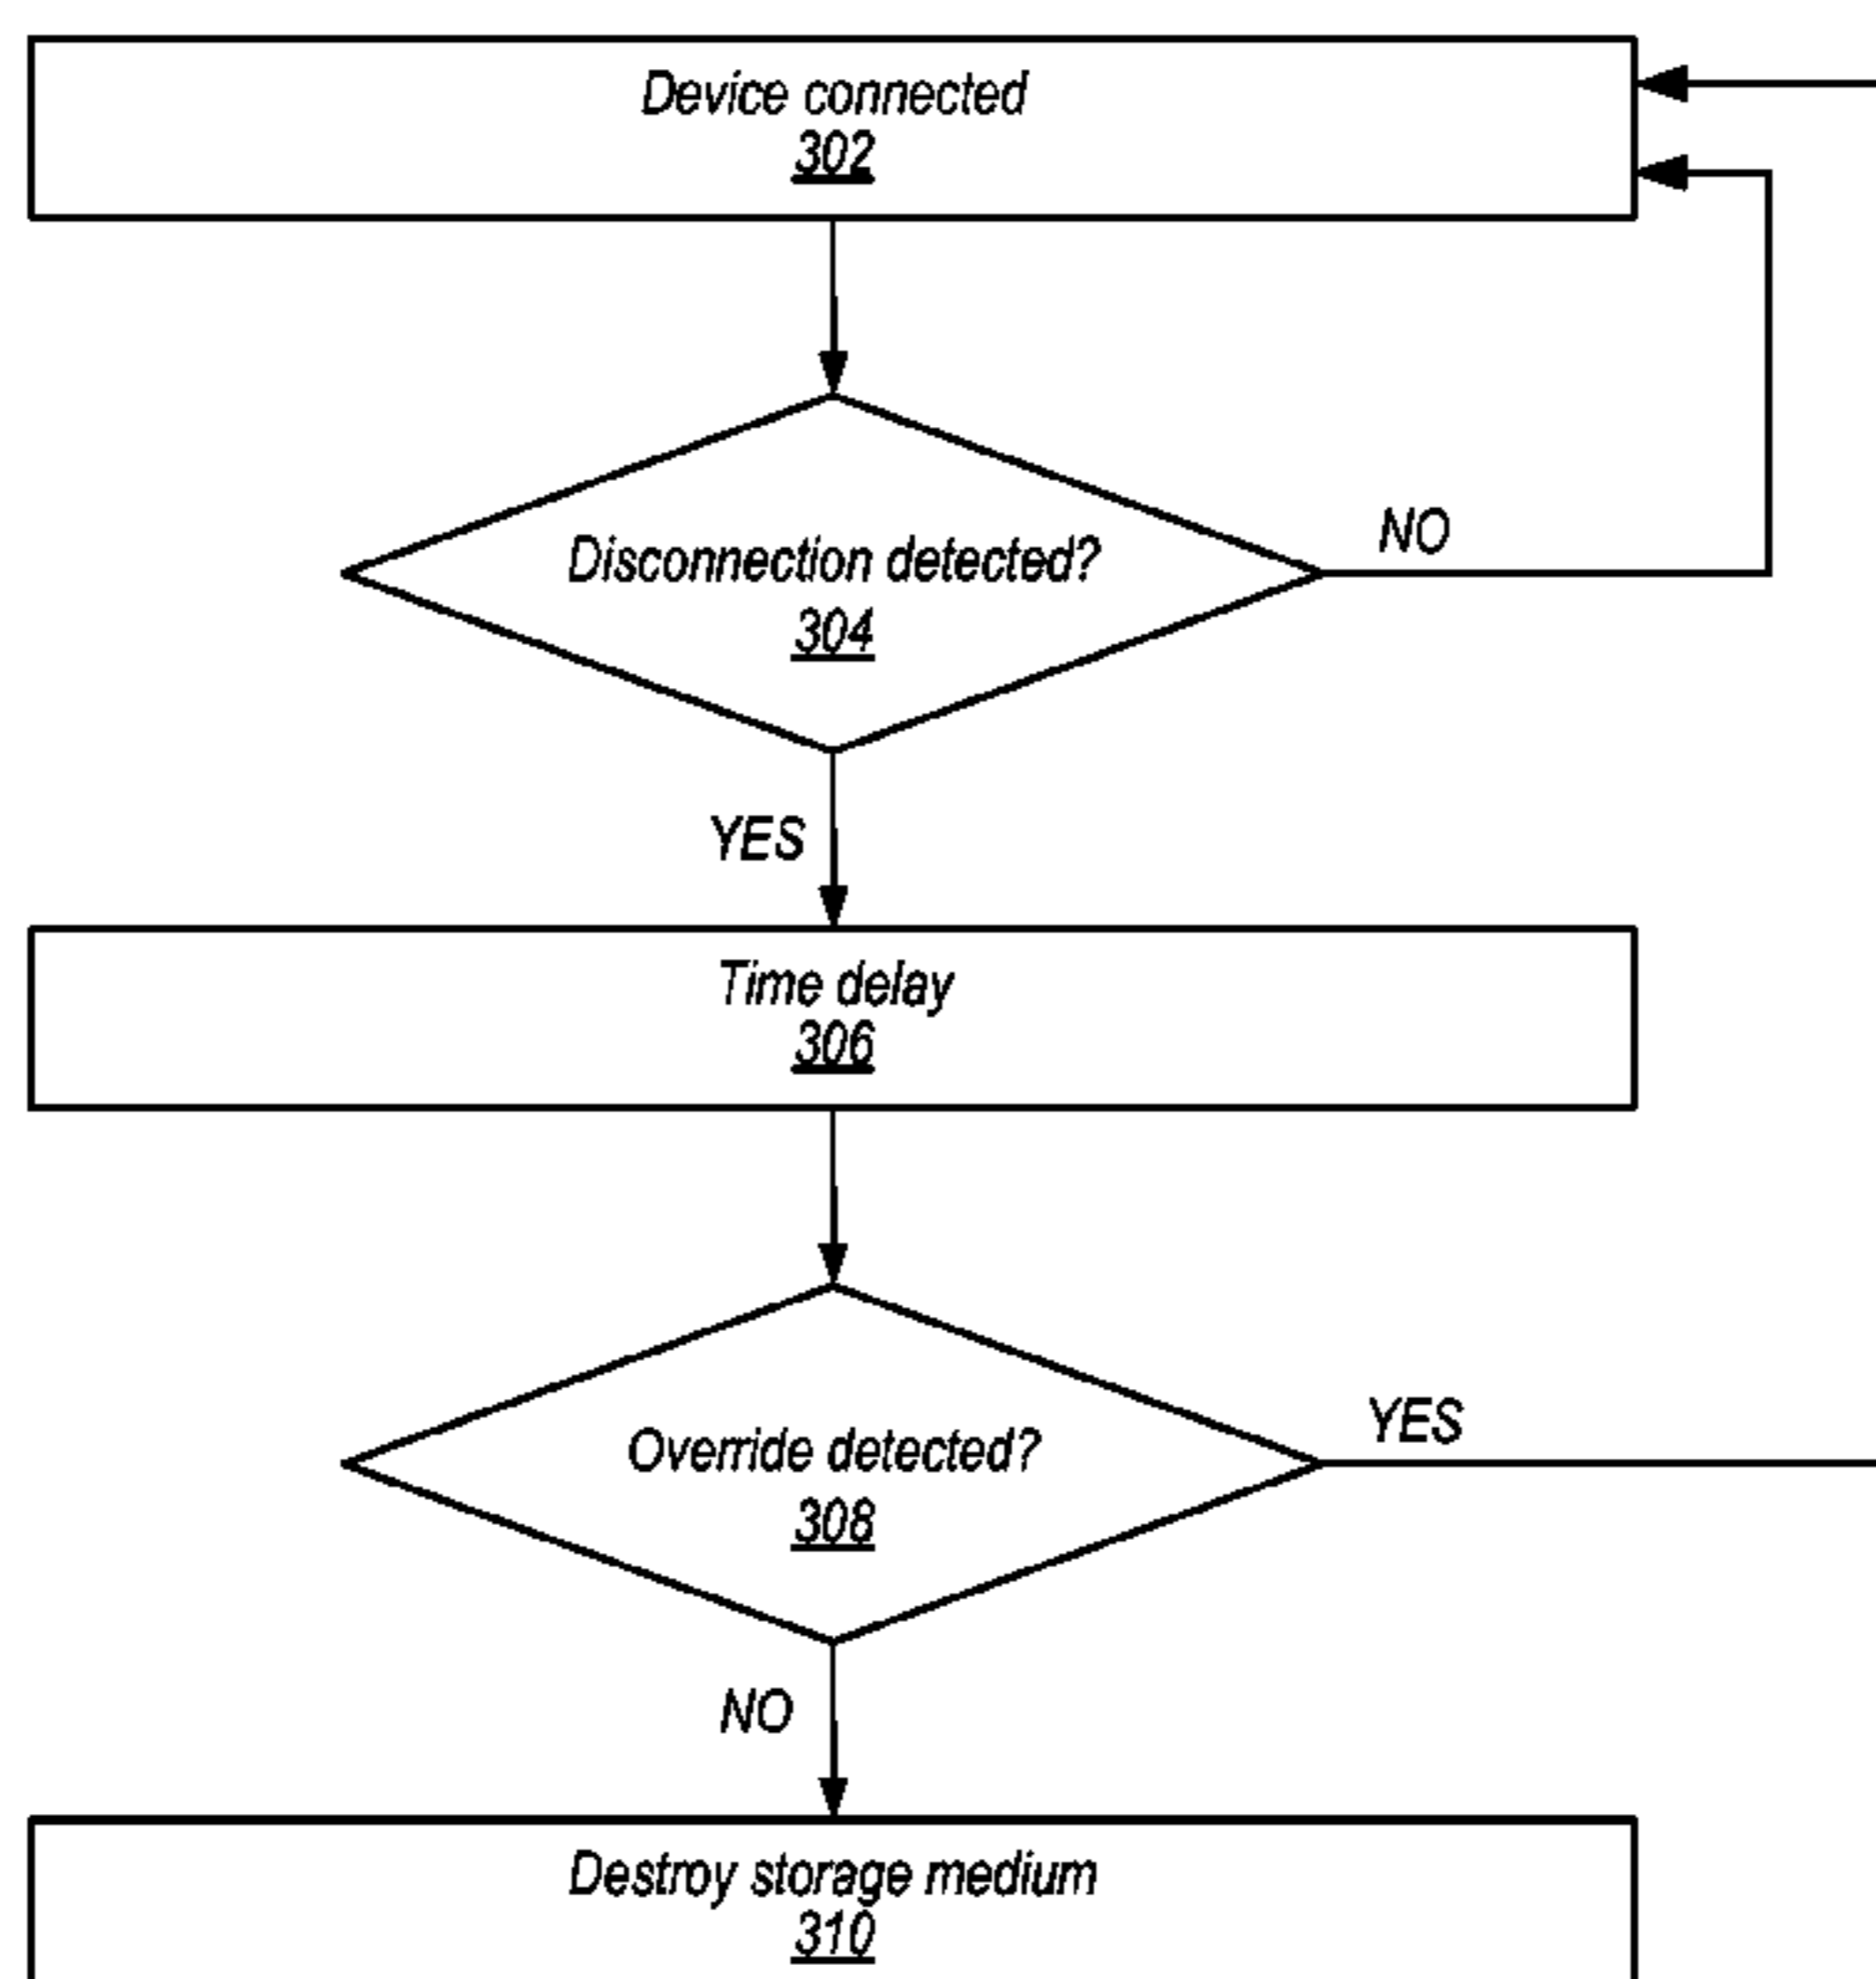 Device connected
302
Disconnection detected?
304
NO
YES
Time delay
306
Override detected?
308
YES
NO
Destroy storage medium
310